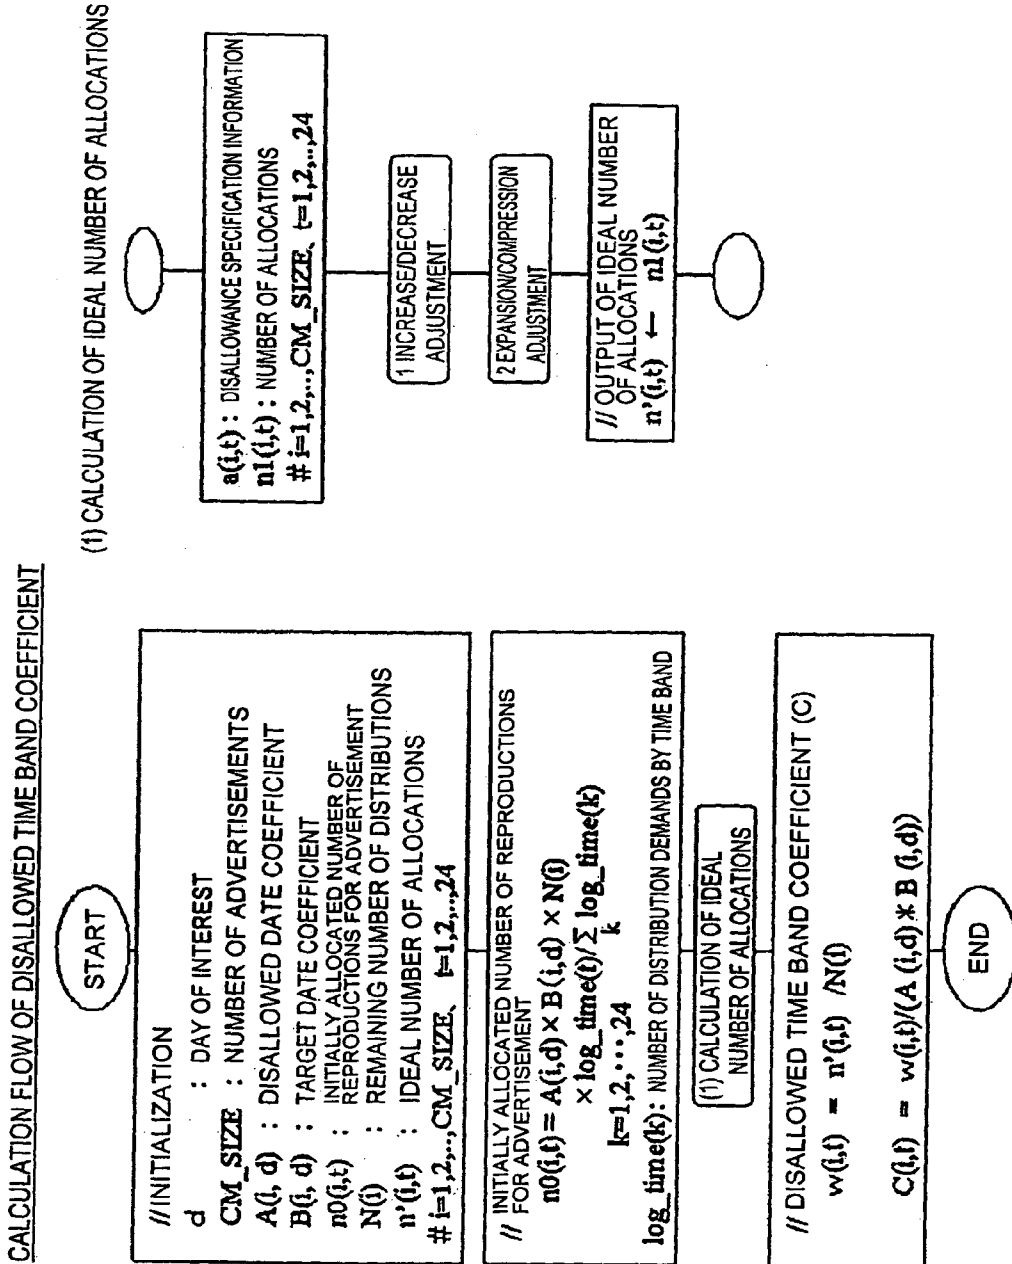 CALCULATION FLOW OF DISALLOWED TIME BAND COEFFICIENT
START
//INITIALIZATION
d : DAY OF INTEREST
CM_SIZE : NUMBER OF ADVERTISEMENTS
A(i, d) : DISALLOWED DATE COEFFICIENT
B(i, d) : TARGET DATE COEFFICIENT
n0(i,t) : INITIALLY ALLOCATED NUMBER OF
REPRODUCTIONS FOR ADVERTISEMENT
N(i) : REMAINING NUMBER OF DISTRIBUTIONS
n'(i,t) : IDEAL NUMBER OF ALLOCATIONS
# i=1,2,..,CM_SIZE、 t=1,2,..,24
// INITIALLY ALLOCATED NUMBER OF REPRODUCTIONS
FOR ADVERTISEMENT
n0(i,t) = A(i,d) × B(i,d) × N(i)
× log_time(t)/∑ log_time(k)
k
k=1,2,···,24
log_time(k): NUMBER OF DISTRIBUTION DEMANDS BY TIME BAND
(1) CALCULATION OF IDEAL
NUMBER OF ALLOCATIONS
// DISALLOWED TIME BAND COEFFICIENT (C)
w(i,t) = n'(i,t) /N(i)
C(i,t) = w(i,t)/(A (i,d)* B (i,d))
END
(1) CALCULATION OF IDEAL NUMBER OF ALLOCATIONS
a(i,t) : DISALLOWANCE SPECIFICATION INFORMATION
n1(i,t) : NUMBER OF ALLOCATIONS
# i=1,2,..,CM_SIZE、 t=1,2,..,24
1 INCREASE/DECREASE
ADJUSTMENT
2 EXPANSION/COMPRESSION
ADJUSTMENT
// OUTPUT OF IDEAL NUMBER
OF ALLOCATIONS
n'(i,t) ← n1(i,t)